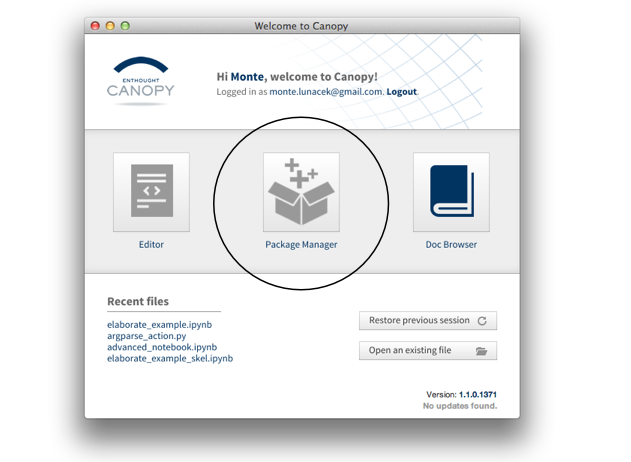 Welcome to Canopy
ENTHOUGHT
CANOPY
Hi Monte, welcome to Canopy!
Logged in as monte.lunacek@gmail.com. Logout.
Editor
Package Manager
Doc Browser
Recent files
elaborate_example.ipynb
argparse_action.py
advanced_notebook.ipynb
elaborate_example_skel.ipynb
Restore previous session
Open an existing file
Version: 1.1.0.1371
No updates found.